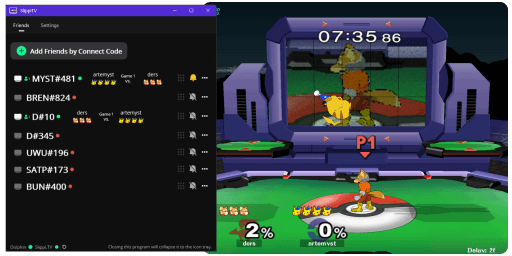 SlippiTV
Friends Settings
Add Friends by Connect Code
MYST#481 artemyst Game 1 Vs. ders
BREN#824
D#10 ders Game 1 Vs. artemyst
D#345
UWU#196
SATP#173
BUN#400
Dolphin SlippiTV
Closing this program will collapse it to the icon tray.
07:35 86
P1
2% 0%
ders artemyst
Delay: 2f